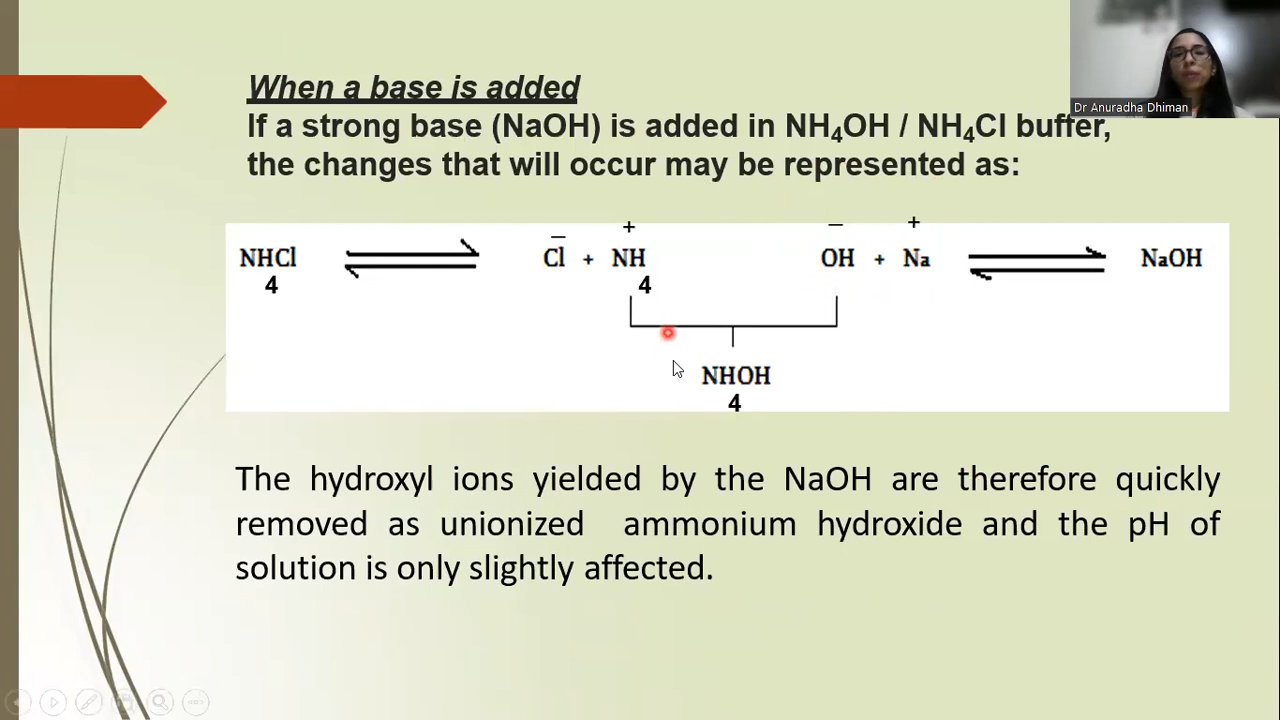 When a base is added
If a strong base (NaOH) is added in NH₄OH / NH₄Cl buffer,
the changes that will occur may be represented as:
Dr Anuradha Dhiman
NH₄Cl ⇌ Cl⁻ + NH₄⁺ OH⁻ + Na⁺ ⇌ NaOH
NH₄OH
The hydroxyl ions yielded by the NaOH are therefore quickly
removed as unionized ammonium hydroxide and the pH of
solution is only slightly affected.